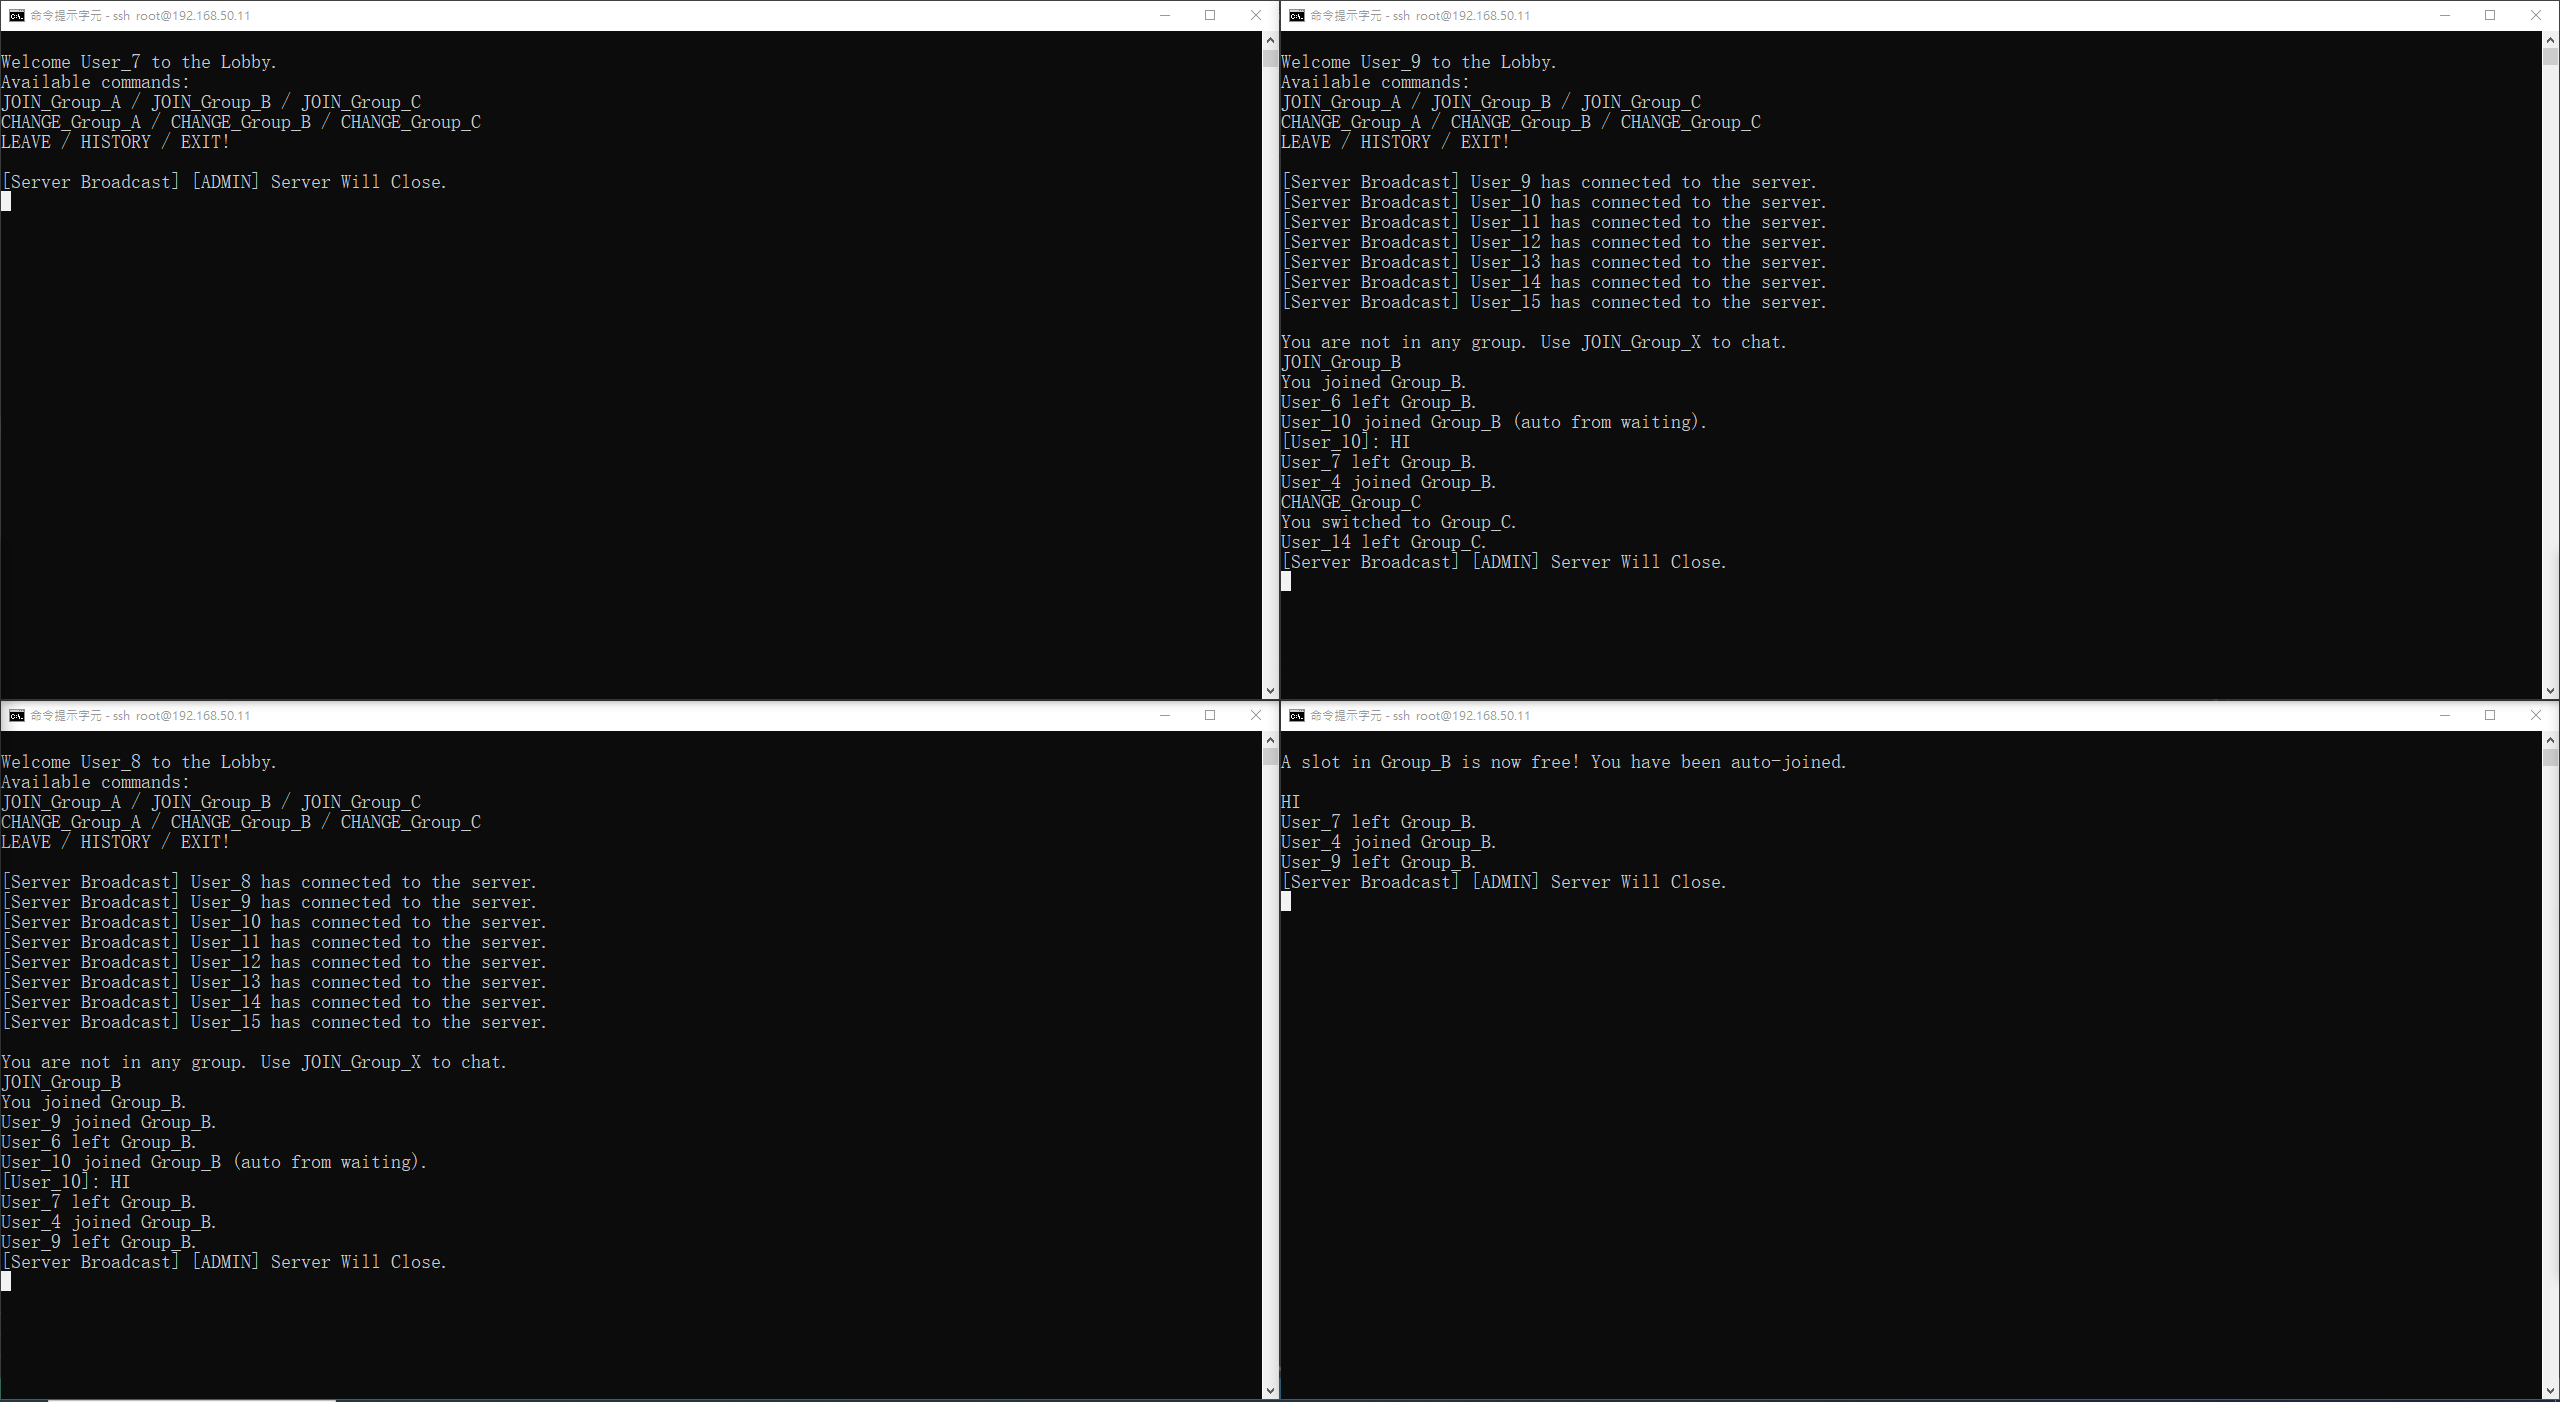 命令提示字元 - ssh root@192.168.50.11
Welcome User_7 to the Lobby.
Available commands:
JOIN_Group_A / JOIN_Group_B / JOIN_Group_C
CHANGE_Group_A / CHANGE_Group_B / CHANGE_Group_C
LEAVE / HISTORY / EXIT!
[Server Broadcast] [ADMIN] Server Will Close.
命令提示字元 - ssh root@192.168.50.11
Welcome User_9 to the Lobby.
Available commands:
JOIN_Group_A / JOIN_Group_B / JOIN_Group_C
CHANGE_Group_A / CHANGE_Group_B / CHANGE_Group_C
LEAVE / HISTORY / EXIT!
[Server Broadcast] User_9 has connected to the server.
[Server Broadcast] User_10 has connected to the server.
[Server Broadcast] User_11 has connected to the server.
[Server Broadcast] User_12 has connected to the server.
[Server Broadcast] User_13 has connected to the server.
[Server Broadcast] User_14 has connected to the server.
[Server Broadcast] User_15 has connected to the server.
You are not in any group. Use JOIN_Group_X to chat.
JOIN_Group_B
You joined Group_B.
User_6 left Group_B.
User_10 joined Group_B (auto from waiting).
[User_10]: HI
User_7 left Group_B.
User_4 joined Group_B.
CHANGE_Group_C
You switched to Group_C.
User_14 left Group_C.
[Server Broadcast] [ADMIN] Server Will Close.
命令提示字元 - ssh root@192.168.50.11
Welcome User_8 to the Lobby.
Available commands:
JOIN_Group_A / JOIN_Group_B / JOIN_Group_C
CHANGE_Group_A / CHANGE_Group_B / CHANGE_Group_C
LEAVE / HISTORY / EXIT!
[Server Broadcast] User_8 has connected to the server.
[Server Broadcast] User_9 has connected to the server.
[Server Broadcast] User_10 has connected to the server.
[Server Broadcast] User_11 has connected to the server.
[Server Broadcast] User_12 has connected to the server.
[Server Broadcast] User_13 has connected to the server.
[Server Broadcast] User_14 has connected to the server.
[Server Broadcast] User_15 has connected to the server.
You are not in any group. Use JOIN_Group_X to chat.
JOIN_Group_B
You joined Group_B.
User_9 joined Group_B.
User_6 left Group_B.
User_10 joined Group_B (auto from waiting).
[User_10]: HI
User_7 left Group_B.
User_4 joined Group_B.
User_9 left Group_B.
[Server Broadcast] [ADMIN] Server Will Close.
命令提示字元 - ssh root@192.168.50.11
A slot in Group_B is now free! You have been auto-joined.
HI
User_7 left Group_B.
User_4 joined Group_B.
User_9 left Group_B.
[Server Broadcast] [ADMIN] Server Will Close.